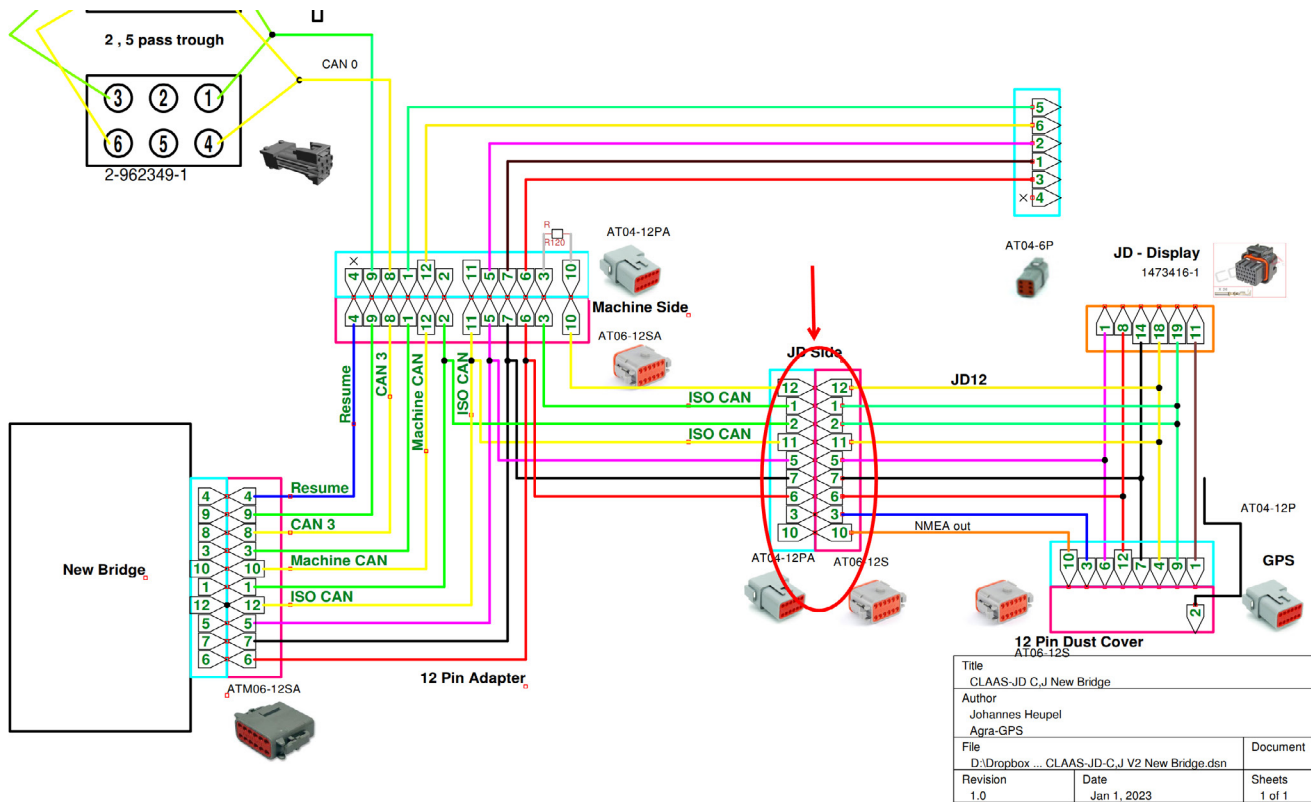 2 , 5 pass trough
CAN 0
3 2 1
6 5 4
2-962349-1
5
6
2
1
3
4
R
R120
AT04-12PA
AT04-6P
JD - Display
1473416-1
4 9 8 1 12 2 11 5 7 6 3 10
Machine Side
4 9 8 1 12 2 11 5 7 6 3 10
AT06-12SA
1 8 14 18 19 11
JD Side
JD12
Resume
CAN 3
Machine CAN
ISO CAN
ISO CAN
ISO CAN
12 12
1 1
2 2
11 11
5 5
7 7
6 6
3 3
10 10
NMEA out
AT04-12PA
AT06-12S
AT04-12P
GPS
10 3 6 12 7 4 9 1
2
12 Pin Dust Cover
AT06-12S
New Bridge
4 4 Resume
9 9
8 8 CAN 3
3 3
10 10 Machine CAN
1 1
12 12 ISO CAN
5 5
7 7
6 6
12 Pin Adapter
ATM06-12SA
Title
CLAAS-JD C,J New Bridge
Author
Johannes Heupel
Agra-GPS
File
D:\Dropbox ... CLAAS-JD-C,J V2 New Bridge.dsn
Document
Revision
1.0
Date
Jan 1, 2023
Sheets
1 of 1